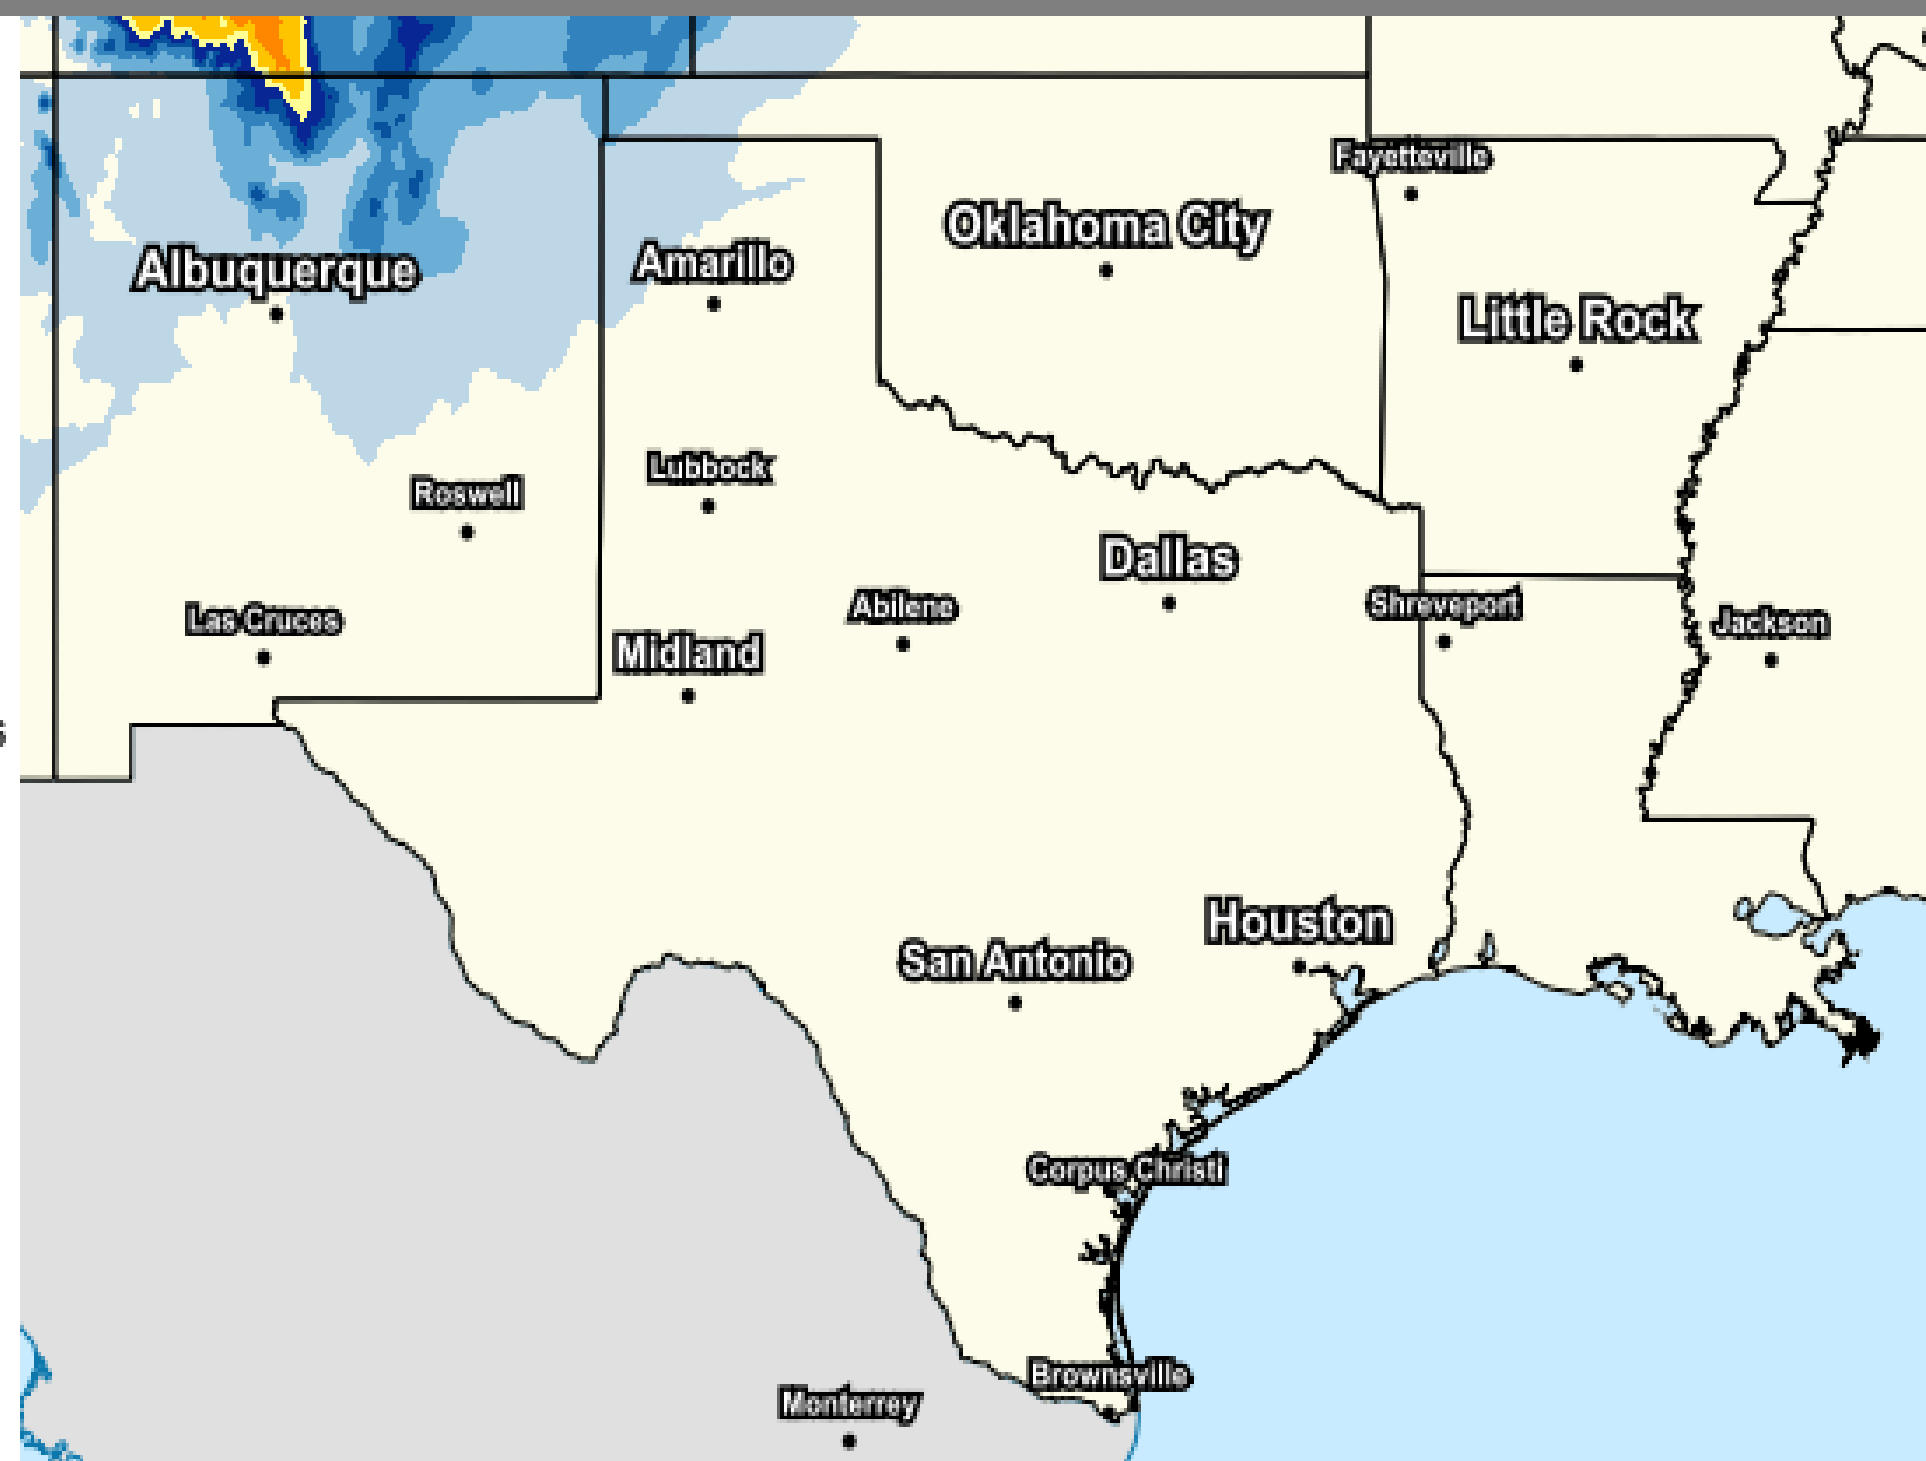 Fayetteville
Oklahoma City
Albuquerque
Amarillo
Little Rock
Lubbock
Roswell
Dallas
Las Cruces
Abilene
Shreveport
Jackson
Midland
Houston
San Antonio
Corpus Christi
Brownsville
Monterrey